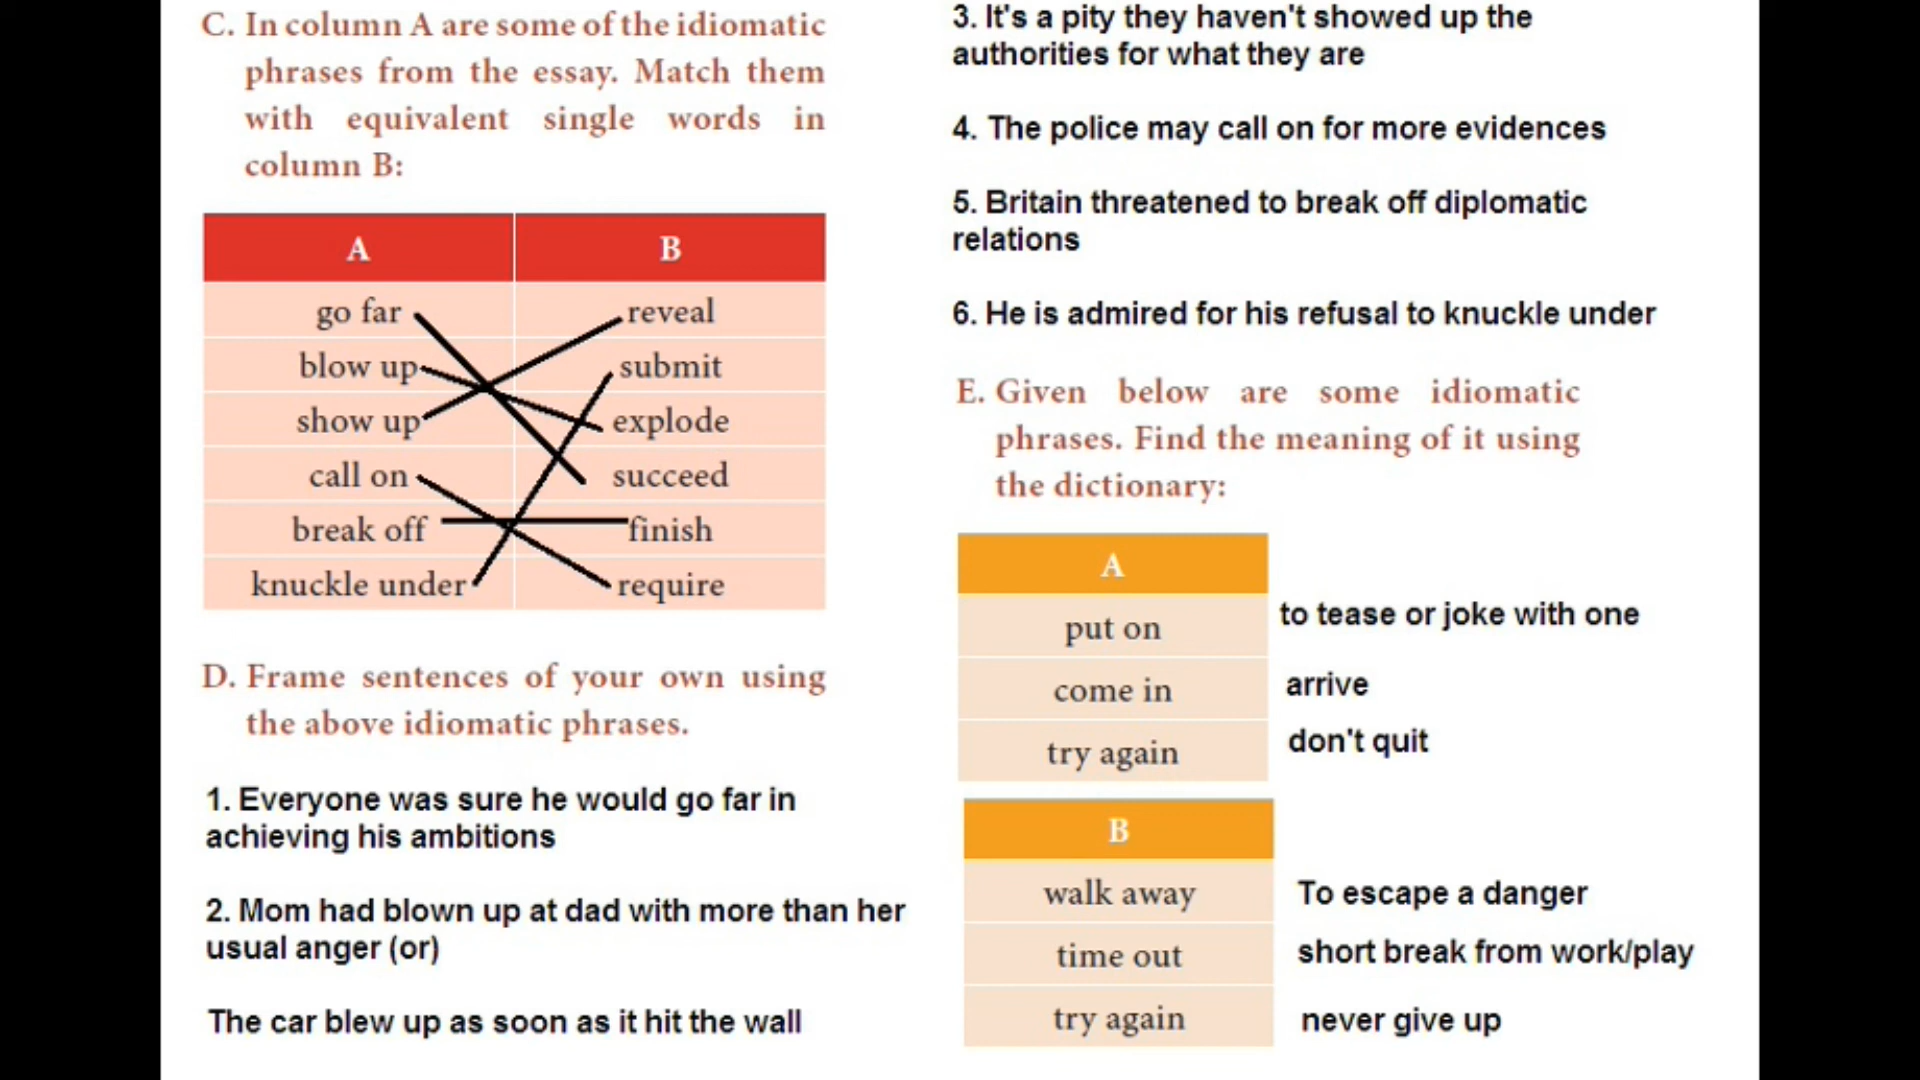 C. In column A are some of the idiomatic
phrases from the essay. Match them
with equivalent single words in
column B:
A B
go far reveal
blow up submit
show up explode
call on succeed
break off finish
knuckle under require
D. Frame sentences of your own using
the above idiomatic phrases.
1. Everyone was sure he would go far in
achieving his ambitions
2. Mom had blown up at dad with more than her
usual anger (or)
The car blew up as soon as it hit the wall
3. It's a pity they haven't showed up the
authorities for what they are
4. The police may call on for more evidences
5. Britain threatened to break off diplomatic
relations
6. He is admired for his refusal to knuckle under
E. Given below are some idiomatic
phrases. Find the meaning of it using
the dictionary:
A
put on to tease or joke with one
come in arrive
try again don't quit
B
walk away To escape a danger
time out short break from work/play
try again never give up